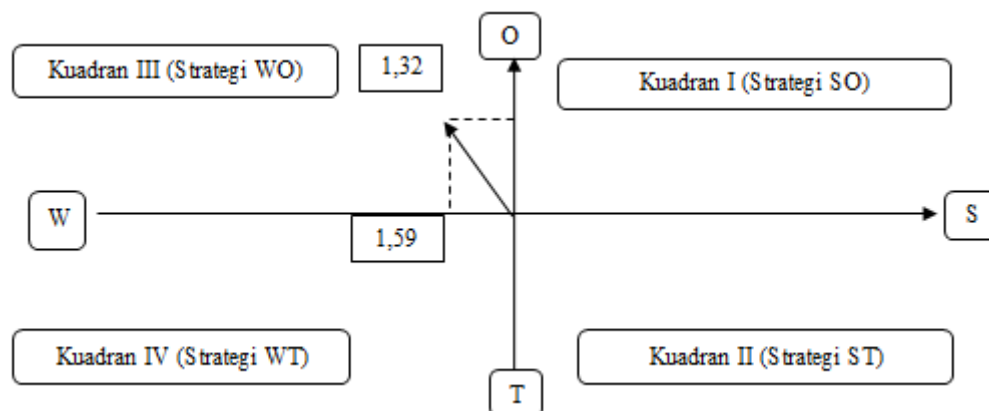 O
Kuadran III (Strategi WO)
1,32
Kuadran I (Strategi SO)
W
S
1,59
Kuadran IV (Strategi WT)
Kuadran II (Strategi ST)
T